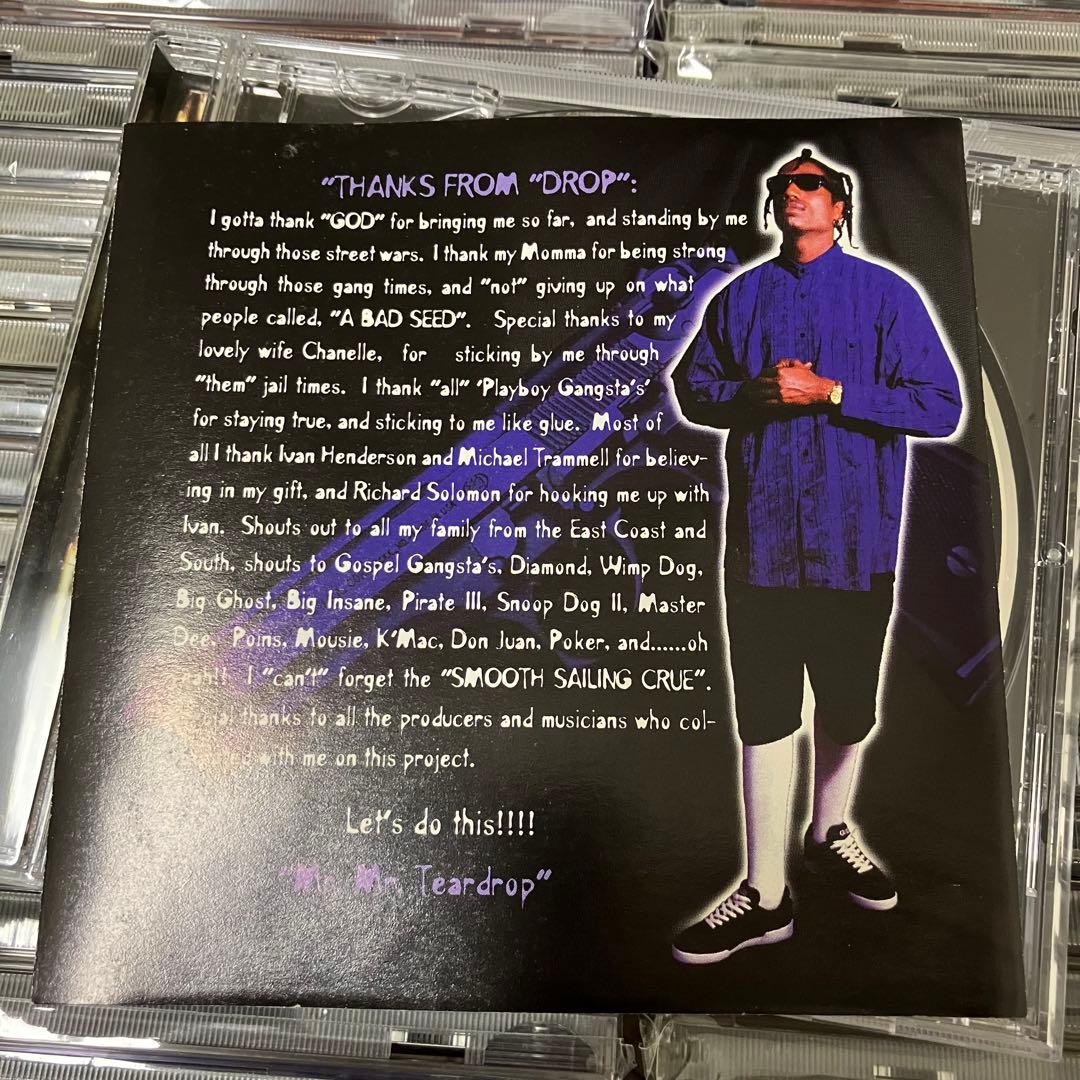 "THANKS FROM "DROP":
I gotta thank "GOD" for bringing me so far, and standing by me
through those street wars. I thank my Momma for being strong
through those gang times, and "not" giving up on what
people called, "A BAD SEED". Special thanks to my
lovely wife Chanelle, for sticking by me through
"them" jail times. I thank "all" 'Playboy Gangsta's'
for staying true, and sticking to me like glue. Most of
all I thank Ivan Henderson and Michael Trammell for believ-
ing in my gift, and Richard Solomon for hooking me up with
Ivan. Shouts out to all my family from the East Coast and
South, shouts to Gospel Gangsta's, Diamond, Wimp Dog,
Big Ghost, Big Insane, Pirate III, Snoop Dog II, Master
Dee, Poins, Mousie, K'Mac, Don Juan, Poker, and......oh
I "can't" forget the "SMOOTH SAILING CRUE".
thanks to all the producers and musicians who col-
with me on this project.
Let's do this!!!!
"Mr. Mr. Teardrop"